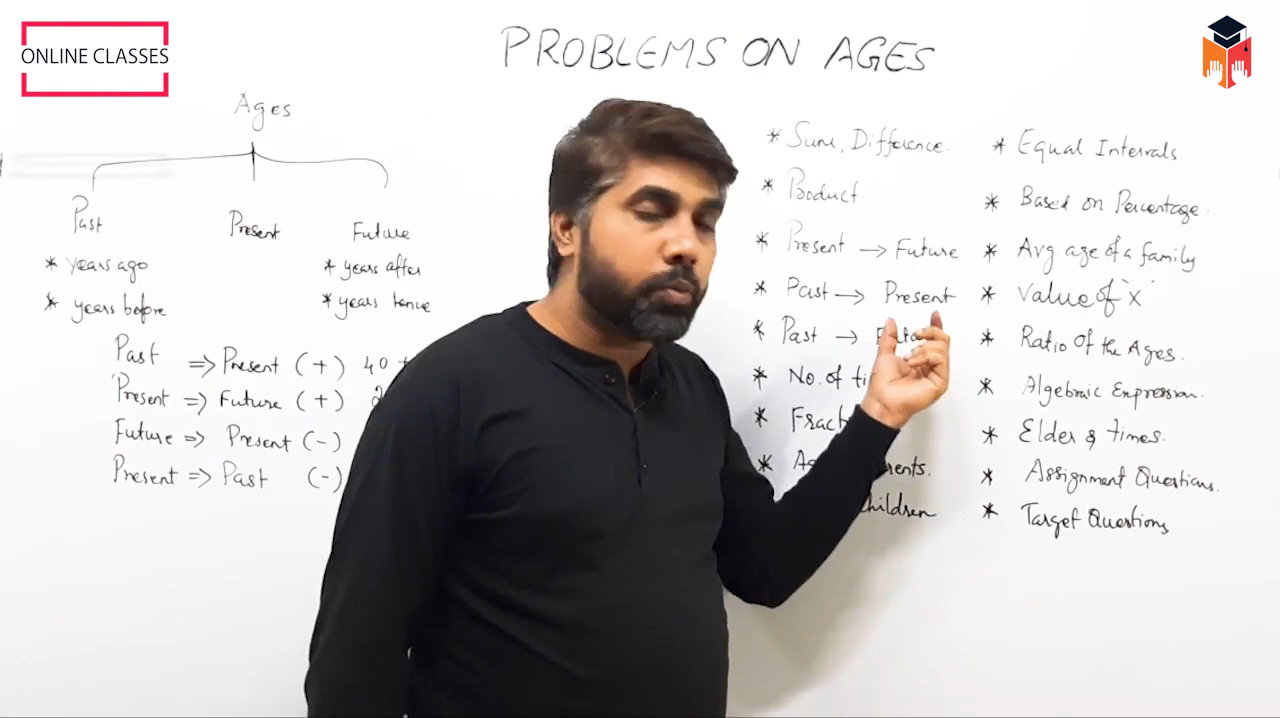 ONLINE CLASSES
PROBLEMS ON AGES
Ages
Past Present Future
* years ago
* years before
* years after
* years hence
Past => Present (+) 40 +
Present => Future (+) 2
Future => Present (-)
Present => Past (-)
* Sum, Difference.
* Product
* Present -> Future
* Past -> Present
* Past ->
* No. of
*
*
Children
* Equal Intervals
* Based on Percentage.
* Avg age of a family
* Value of "x"
* Ratio Of the Ages.
* Algebraic Expression.
* Elder & times.
* Assignment Questions.
* Target Questions